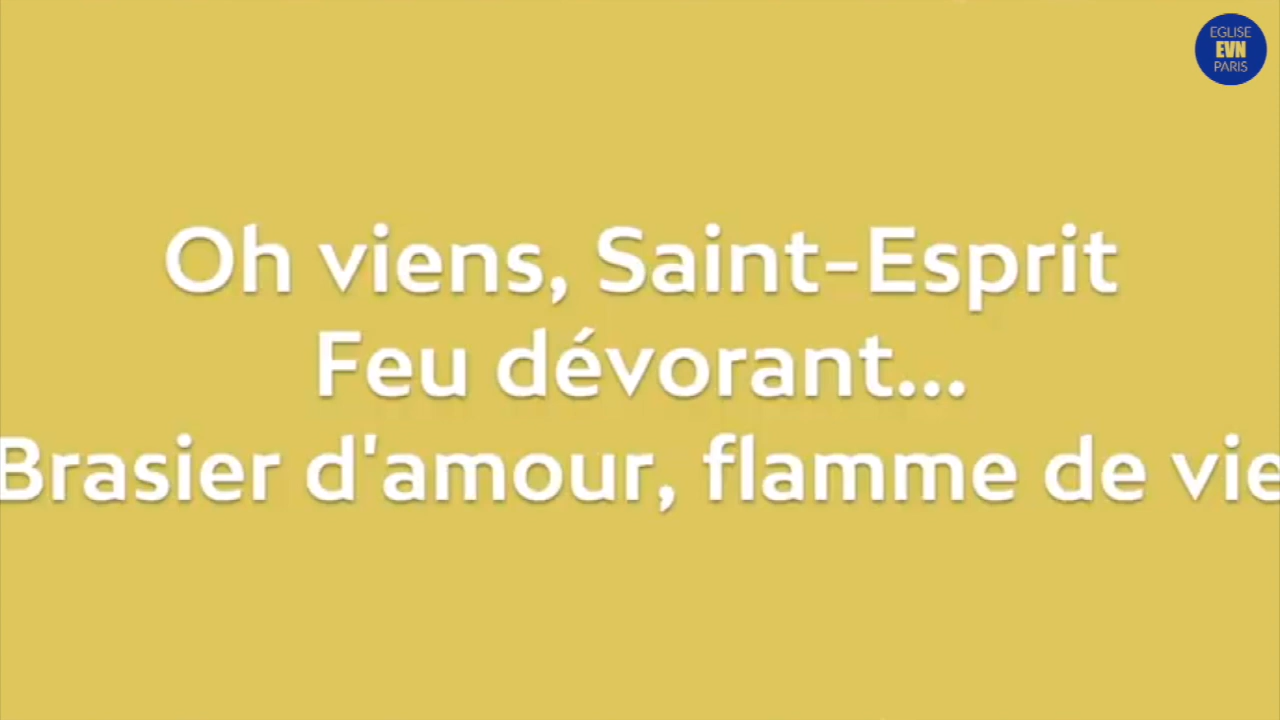 EGLISE
EVN
PARIS
Oh viens, Saint-Esprit
Feu dévorant...
Brasier d'amour, flamme de vie